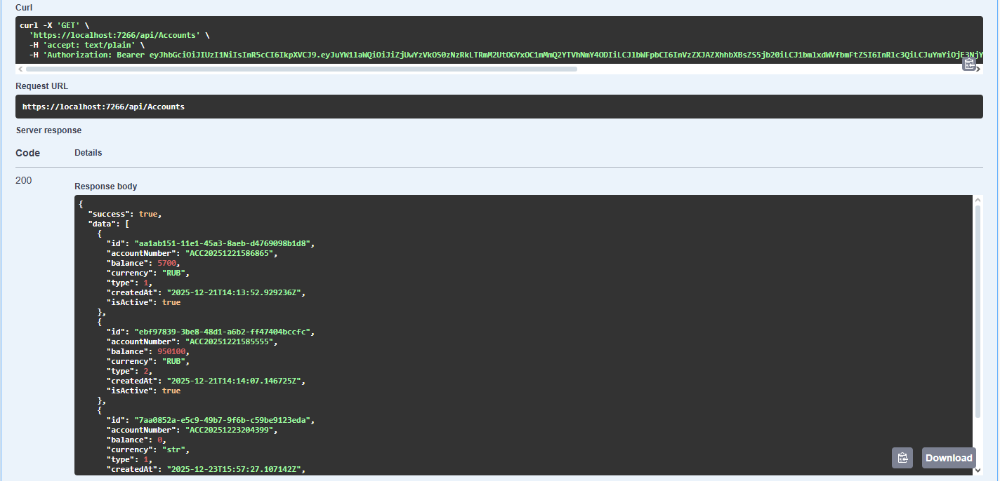 Curl
curl -X 'GET' \
'https://localhost:7266/api/Accounts' \
-H 'accept: text/plain' \
Request URL
https://localhost:7266/api/Accounts
Server response
Code Details
200
Response body
{
"success": true,
"data": [
{
"id": "aa1ab151-11e1-45a3-8aeb-d4769098b1d8",
"accountNumber": "ACC20251221586865",
"balance": 5700,
"currency": "RUB",
"type": 1,
"createdAt": "2025-12-21T14:13:52.929236Z",
"isActive": true
},
{
"id": "ebf97839-3be8-48d1-a6b2-ff47404bccfc",
"accountNumber": "ACC20251221585555",
"balance": 950100,
"currency": "RUB",
"type": 2,
"createdAt": "2025-12-21T14:14:07.146725Z",
"isActive": true
},
{
"id": "7aa0852a-e5c9-49b7-9f6b-c59be9123eda",
"accountNumber": "ACC20251223204399",
"balance": 0,
"currency": "str",
"type": 1,
"createdAt": "2025-12-23T15:57:27.107142Z",
Download